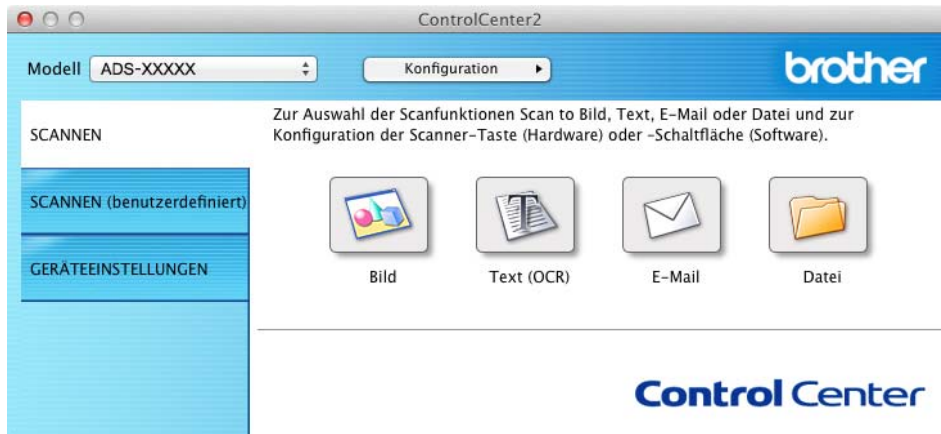 ControlCenter2
Modell ADS-XXXXX Konfiguration
brother
SCANNEN
SCANNEN (benutzerdefiniert)
GERÄTEEINSTELLUNGEN
Zur Auswahl der Scanfunktionen Scan to Bild, Text, E-Mail oder Datei und zur
Konfiguration der Scanner-Taste (Hardware) oder -Schaltfläche (Software).
Bild Text (OCR) E-Mail Datei
Control Center